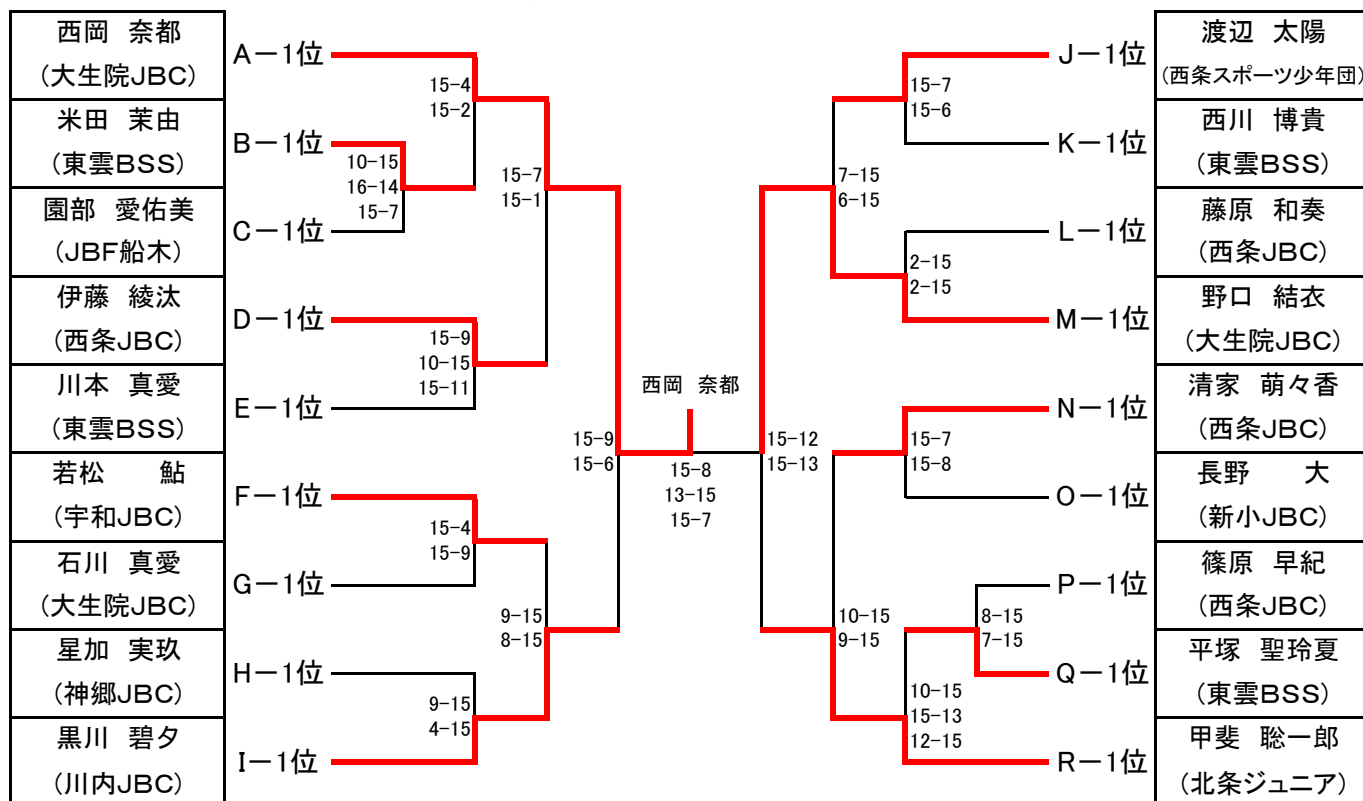 西岡 奈都
(大生院JBC)
米田 茉由
(東雲BSS)
園部 愛佑美
(JBF船木)
伊藤 綾汰
(西条JBC)
川本 真愛
(東雲BSS)
若松 鮎
(宇和JBC)
石川 真愛
(大生院JBC)
星加 実玖
(神郷JBC)
黒川 碧夕
(川内JBC)
A－1位
B－1位
C－1位
D－1位
E－1位
F－1位
G－1位
H－1位
I－1位
15-4
15-2
10-15
16-14
15-7
15-7
15-1
15-9
10-15
15-11
15-9
15-6
15-4
15-9
9-15
8-15
9-15
4-15
西岡 奈都
15-8
13-15
15-7
15-7
15-6
7-15
6-15
2-15
2-15
15-12
15-13
15-7
15-8
10-15
9-15
8-15
7-15
10-15
15-13
12-15
J－1位
K－1位
L－1位
M－1位
N－1位
O－1位
P－1位
Q－1位
R－1位
渡辺 太陽
(西条スポーツ少年団)
西川 博貴
(東雲BSS)
藤原 和奏
(西条JBC)
野口 結衣
(大生院JBC)
清家 萌々香
(西条JBC)
長野 大
(新小JBC)
篠原 早紀
(西条JBC)
平塚 聖玲夏
(東雲BSS)
甲斐 聡一郎
(北条ジュニア)